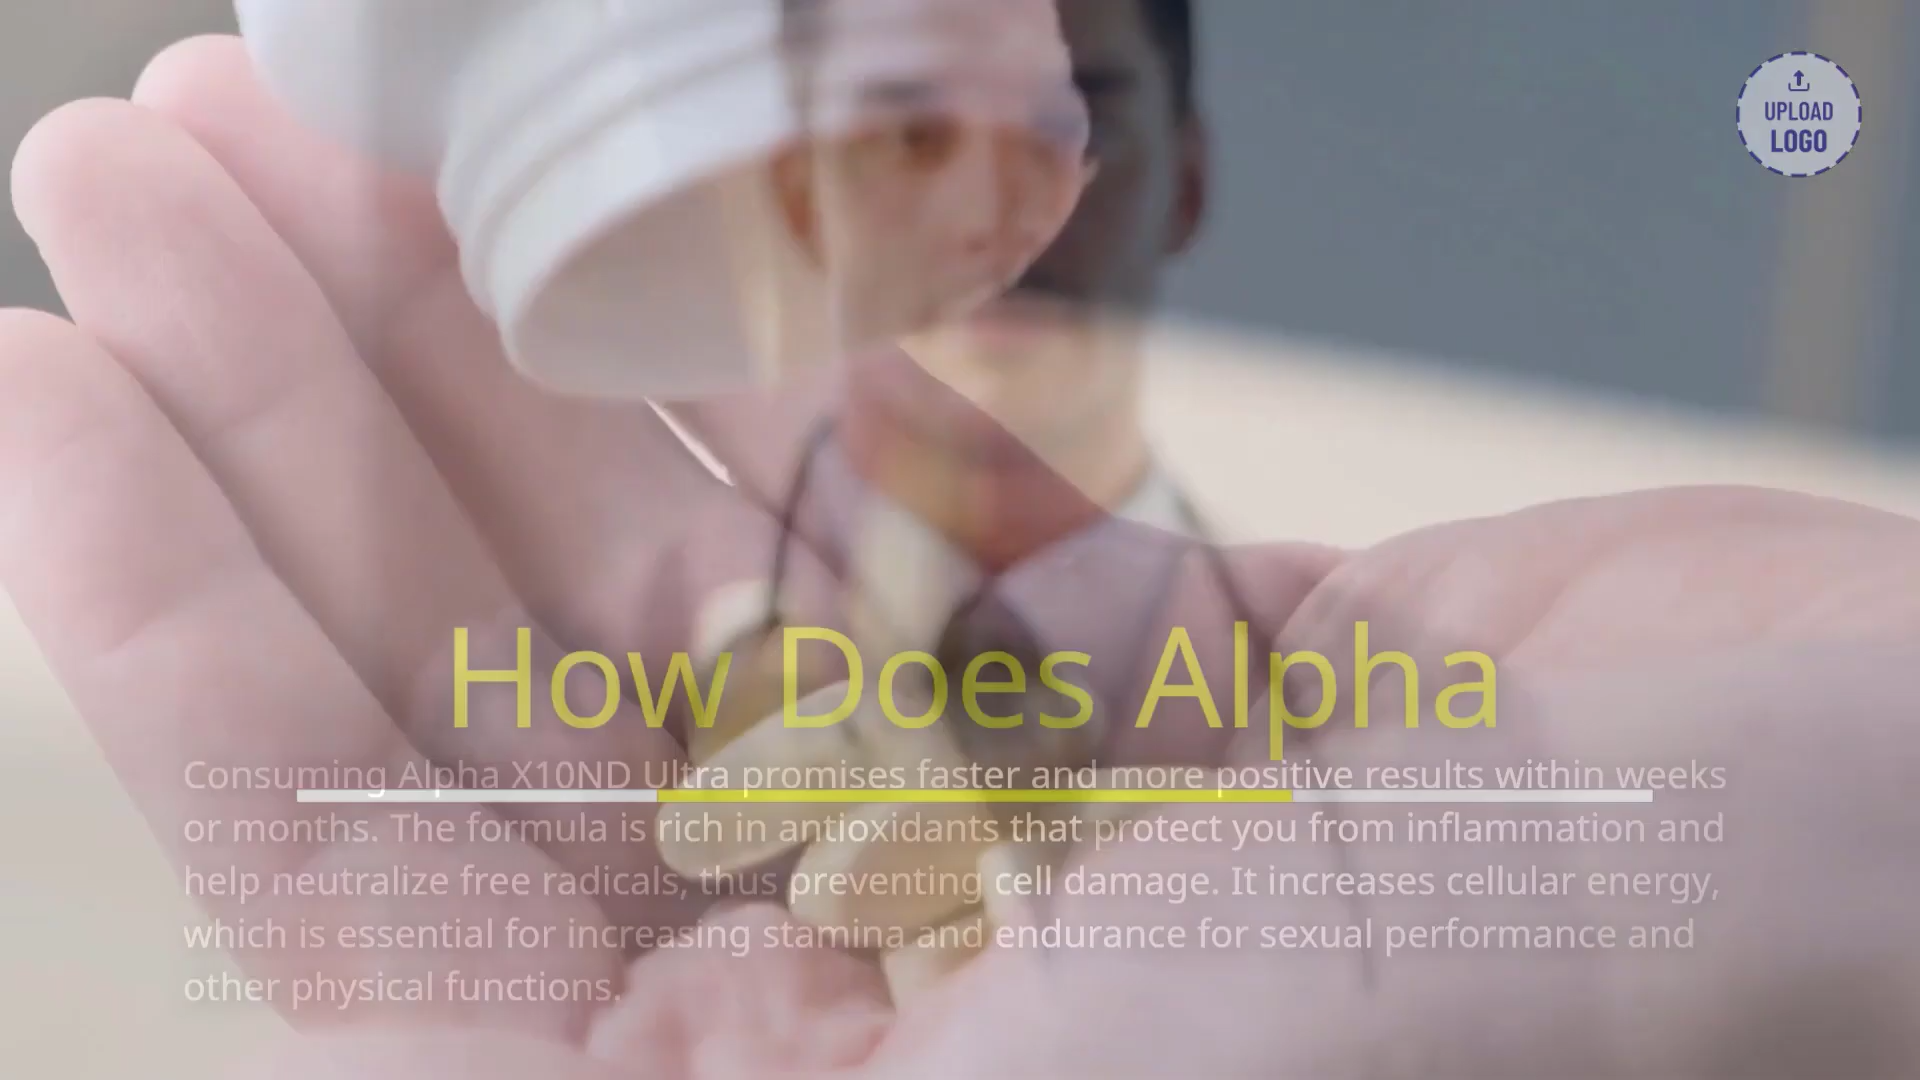 UPLOAD
LOGO
How Does Alpha
Consuming Alpha X10ND Ultra promises faster and more positive results within weeks
or months. The formula is rich in antioxidants that protect you from inflammation and
help neutralize free radicals, thus preventing cell damage. It increases cellular energy,
which is essential for increasing stamina and endurance for sexual performance and
other physical functions.